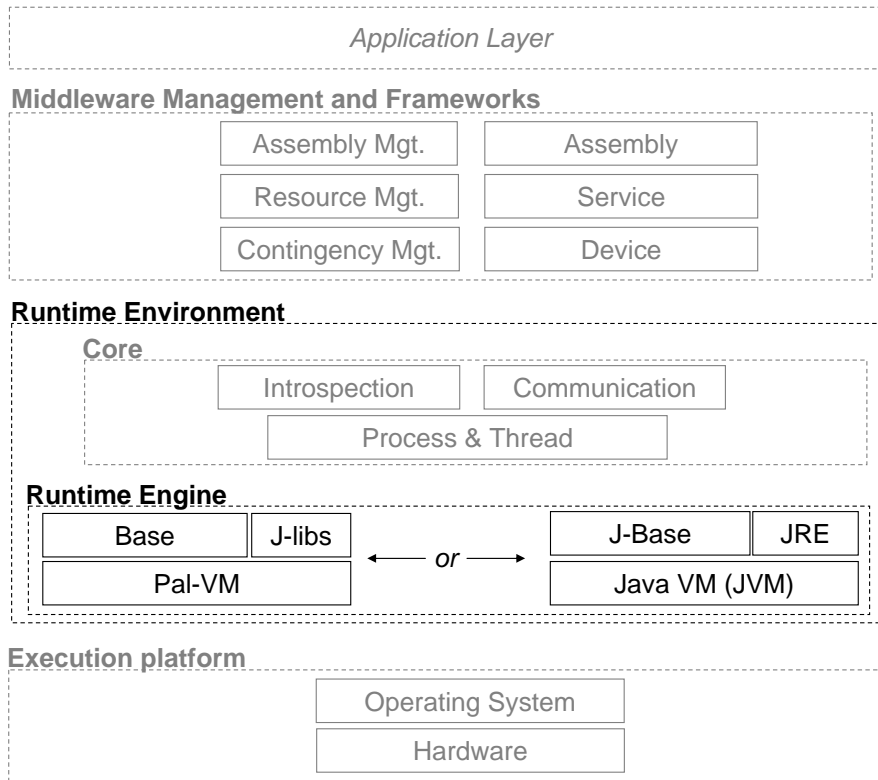 Application Layer
Middleware Management and Frameworks
Assembly Mgt. Assembly
Resource Mgt. Service
Contingency Mgt. Device
Runtime Environment
Core
Introspection Communication
Process & Thread
Runtime Engine
Base J-libs or J-Base JRE
Pal-VM Java VM (JVM)
Execution platform
Operating System
Hardware